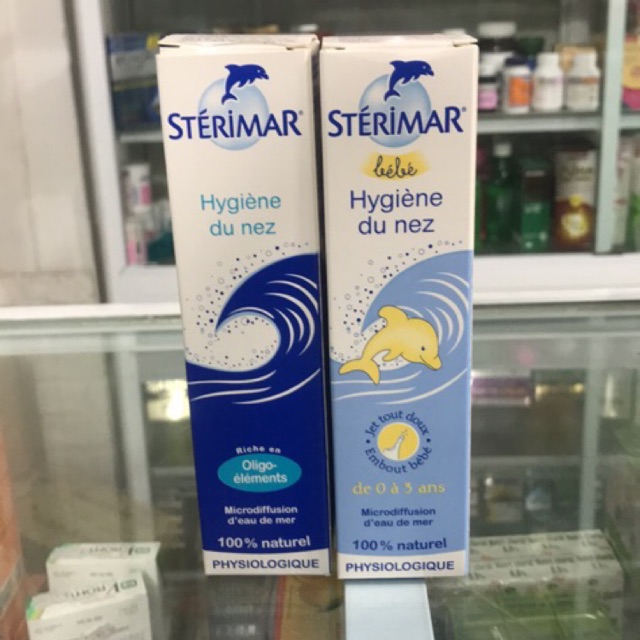 STÉRIMAR
Hygiène
du nez
Riche en
Oligo-
éléments
Microdiffusion
d'eau de mer
100% naturel
PHYSIOLOGIQUE
STÉRIMAR
bébé
Hygiène
du nez
Jet tout doux
Embout bébé
de 0 à 3 ans
Microdiffusion
d'eau de mer
100% naturel
PHYSIOLOGIQUE